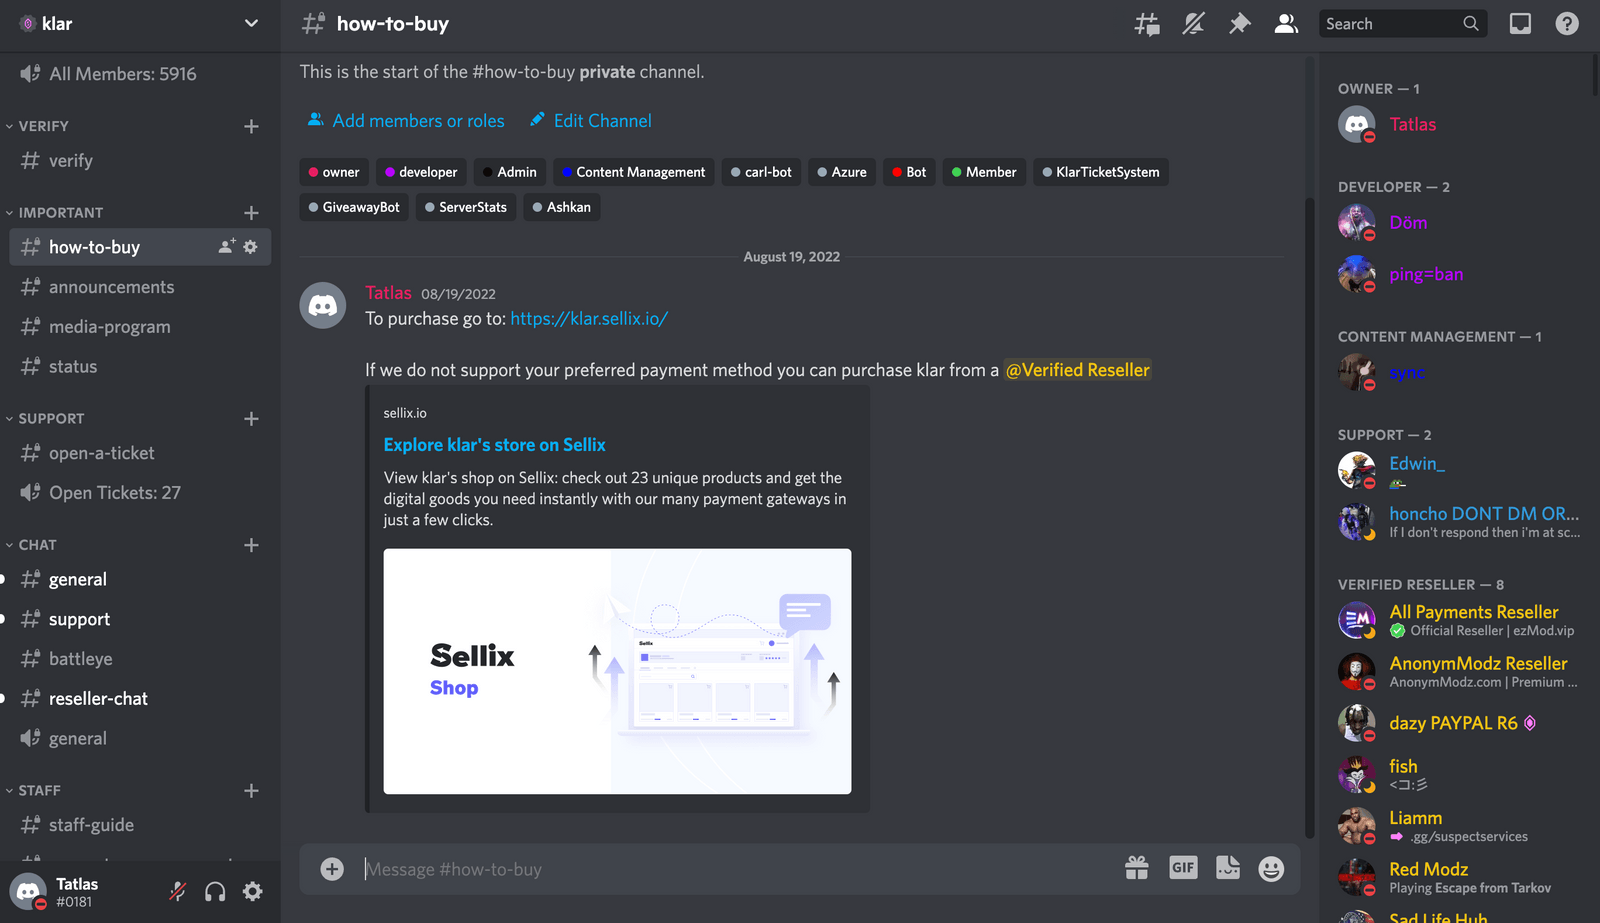 klar
All Members: 5916
VERIFY
verify
IMPORTANT
how-to-buy
announcements
media-program
status
SUPPORT
open-a-ticket
Open Tickets: 27
CHAT
general
support
battleye
reseller-chat
general
STAFF
staff-guide
Tatlas
#0181
how-to-buy
Search
This is the start of the #how-to-buy private channel.
Add members or roles Edit Channel
owner developer Admin Content Management carl-bot Azure Bot Member KlarTicketSystem
GiveawayBot ServerStats Ashkan
August 19, 2022
Tatlas 08/19/2022
To purchase go to: https://klar.sellix.io/
If we do not support your preferred payment method you can purchase klar from a @Verified Reseller
sellix.io
Explore klar's store on Sellix
View klar's shop on Sellix: check out 23 unique products and get the
digital goods you need instantly with our many payment gateways in
just a few clicks.
Sellix
Shop
Sellix
Message #how-to-buy
GIF
OWNER — 1
Tatlas
DEVELOPER — 2
Döm
ping=ban
CONTENT MANAGEMENT — 1
sync
SUPPORT — 2
Edwin_
honcho DONT DM OR...
If I don't respond then i'm at sc...
VERIFIED RESELLER — 8
EM
All Payments Reseller
Official Reseller | ezMod.vip
AnonymModz Reseller
AnonymModz.com | Premium ...
dazy PAYPAL R6
fish
<コ:彡
Liamm
.gg/suspectservices
Red Modz
Playing Escape from Tarkov
Sad Life Huh